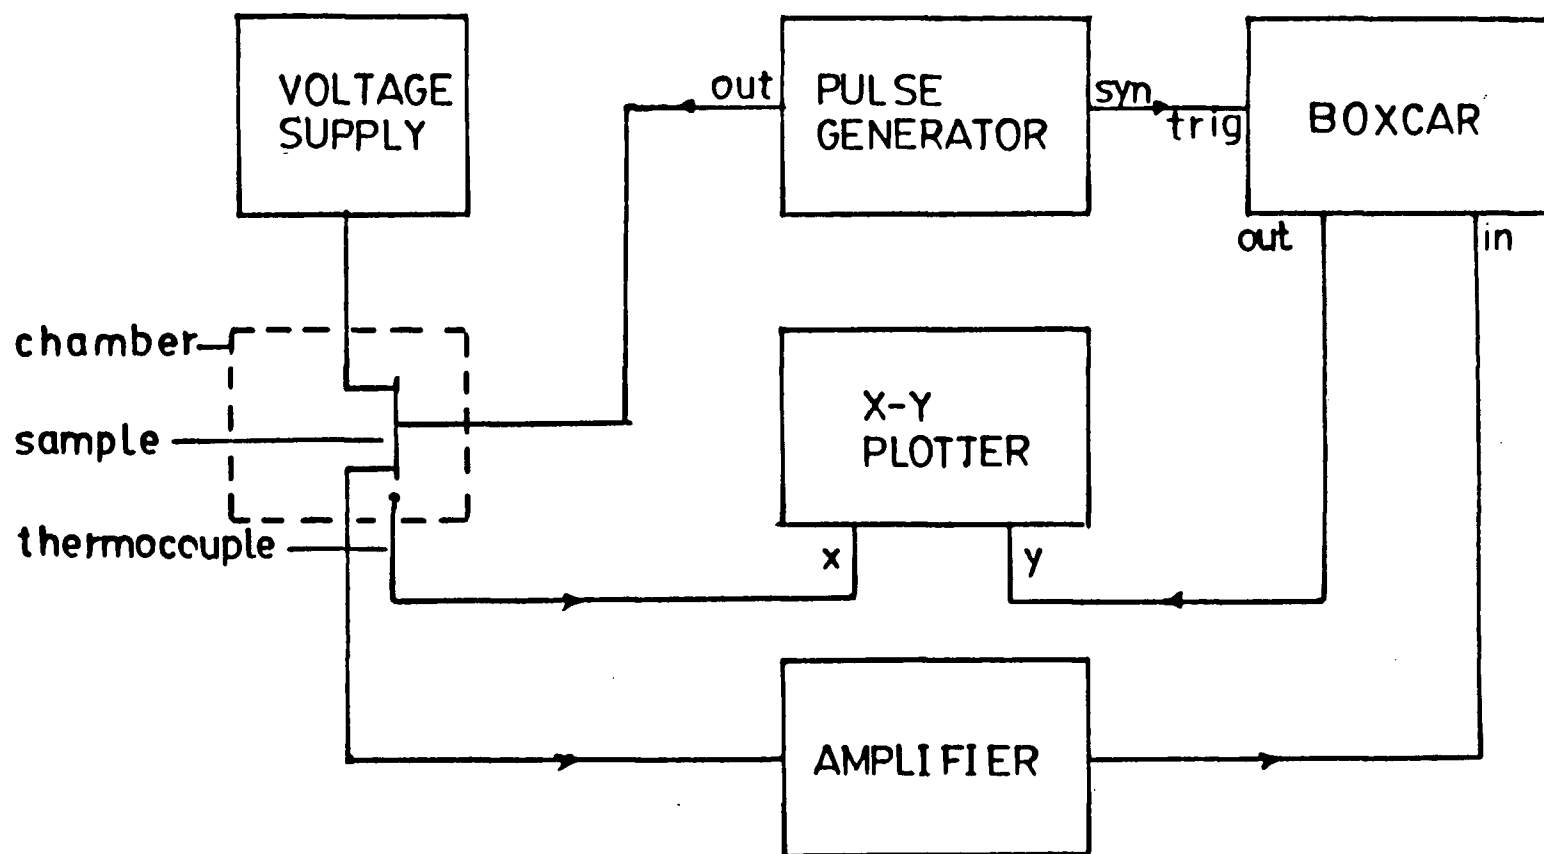 VOLTAGE
SUPPLY
out
PULSE
GENERATOR
syn
trig
BOXCAR
out
in
chamber
sample
thermocouple
X-Y
PLOTTER
x
y
AMPLIFIER